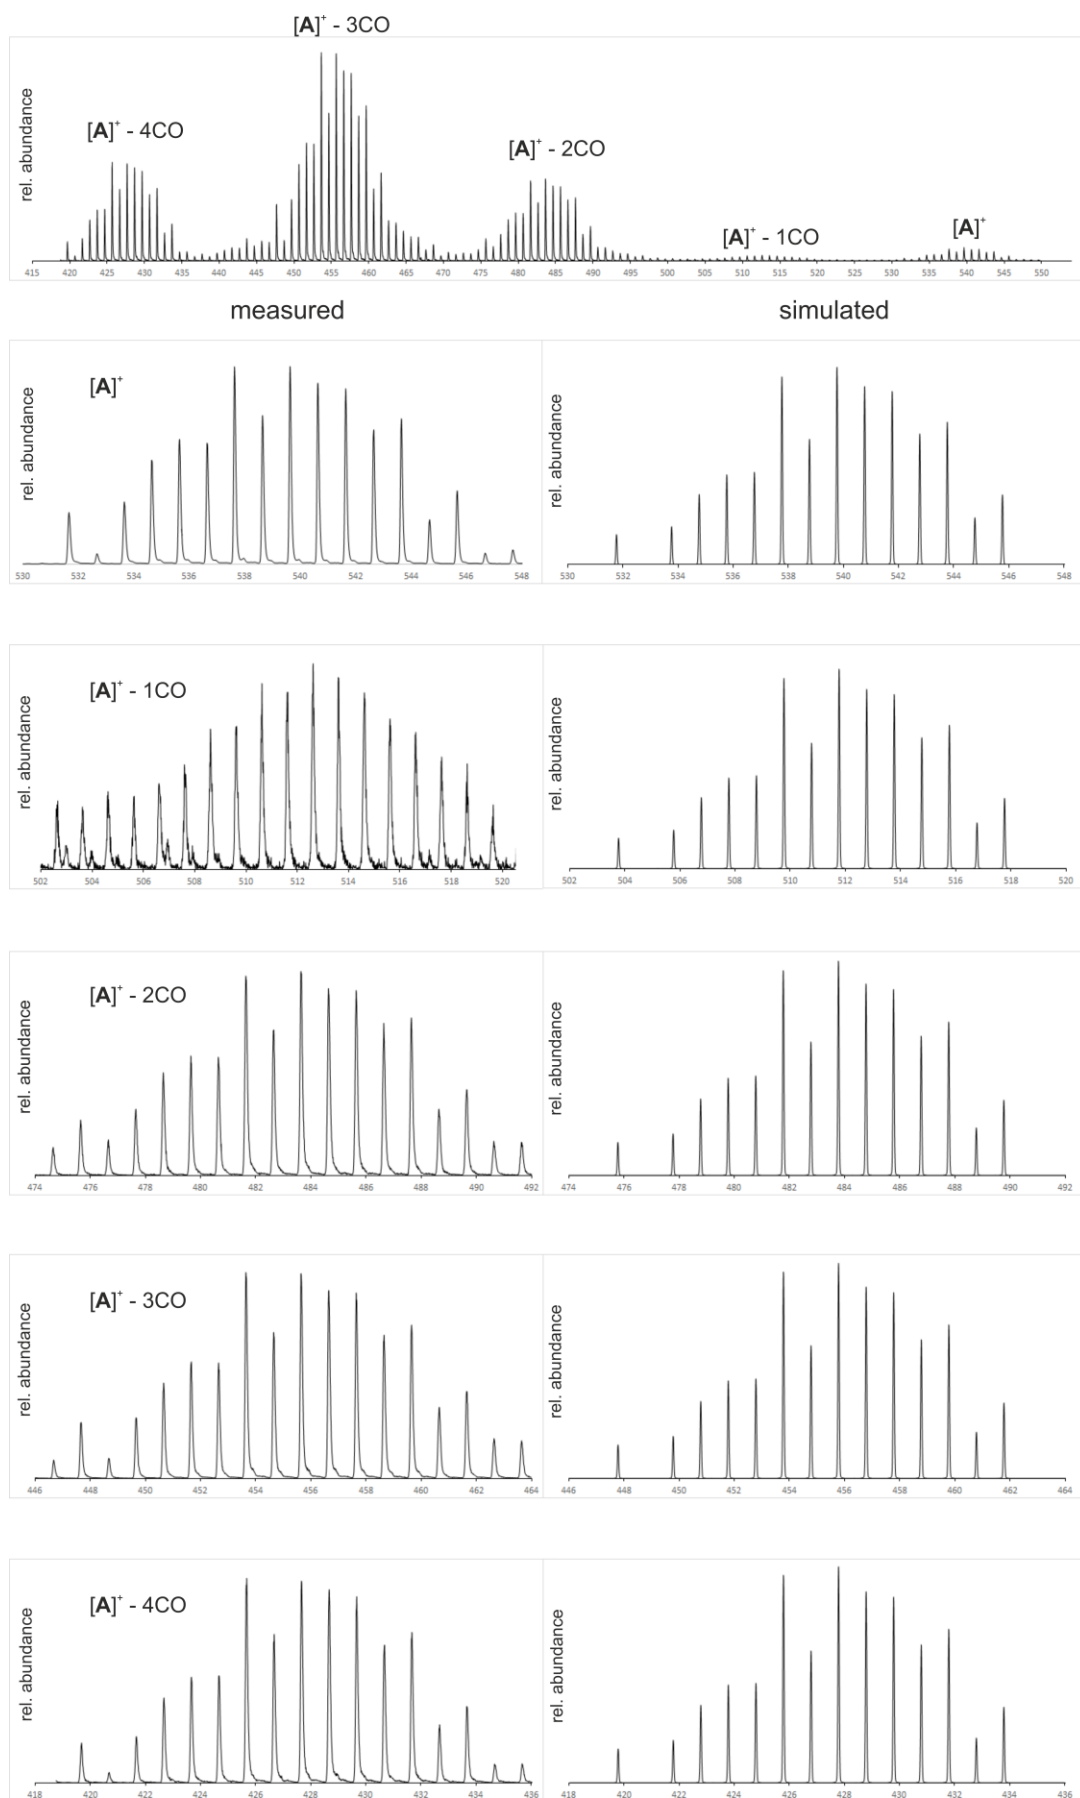 [A]+ - 3CO
[A]+ - 4CO
[A]+ - 2CO
[A]+ - 1CO
[A]+
rel. abundance
415 420 425 430 435 440 445 450 455 460 465 470 475 480 485 490 495 500 505 510 515 520 525 530 535 540 545 550
measured simulated
[A]+
rel. abundance
530 532 534 536 538 540 542 544 546 548
rel. abundance
530 532 534 536 538 540 542 544 546 548
[A]+ - 1CO
rel. abundance
502 504 506 508 510 512 514 516 518 520
rel. abundance
502 504 506 508 510 512 514 516 518 520
[A]+ - 2CO
rel. abundance
474 476 478 480 482 484 486 488 490 492
rel. abundance
474 476 478 480 482 484 486 488 490 492
[A]+ - 3CO
rel. abundance
446 448 450 452 454 456 458 460 462 464
rel. abundance
446 448 450 452 454 456 458 460 462 464
[A]+ - 4CO
rel. abundance
418 420 422 424 426 428 430 432 434 436
rel. abundance
418 420 422 424 426 428 430 432 434 436